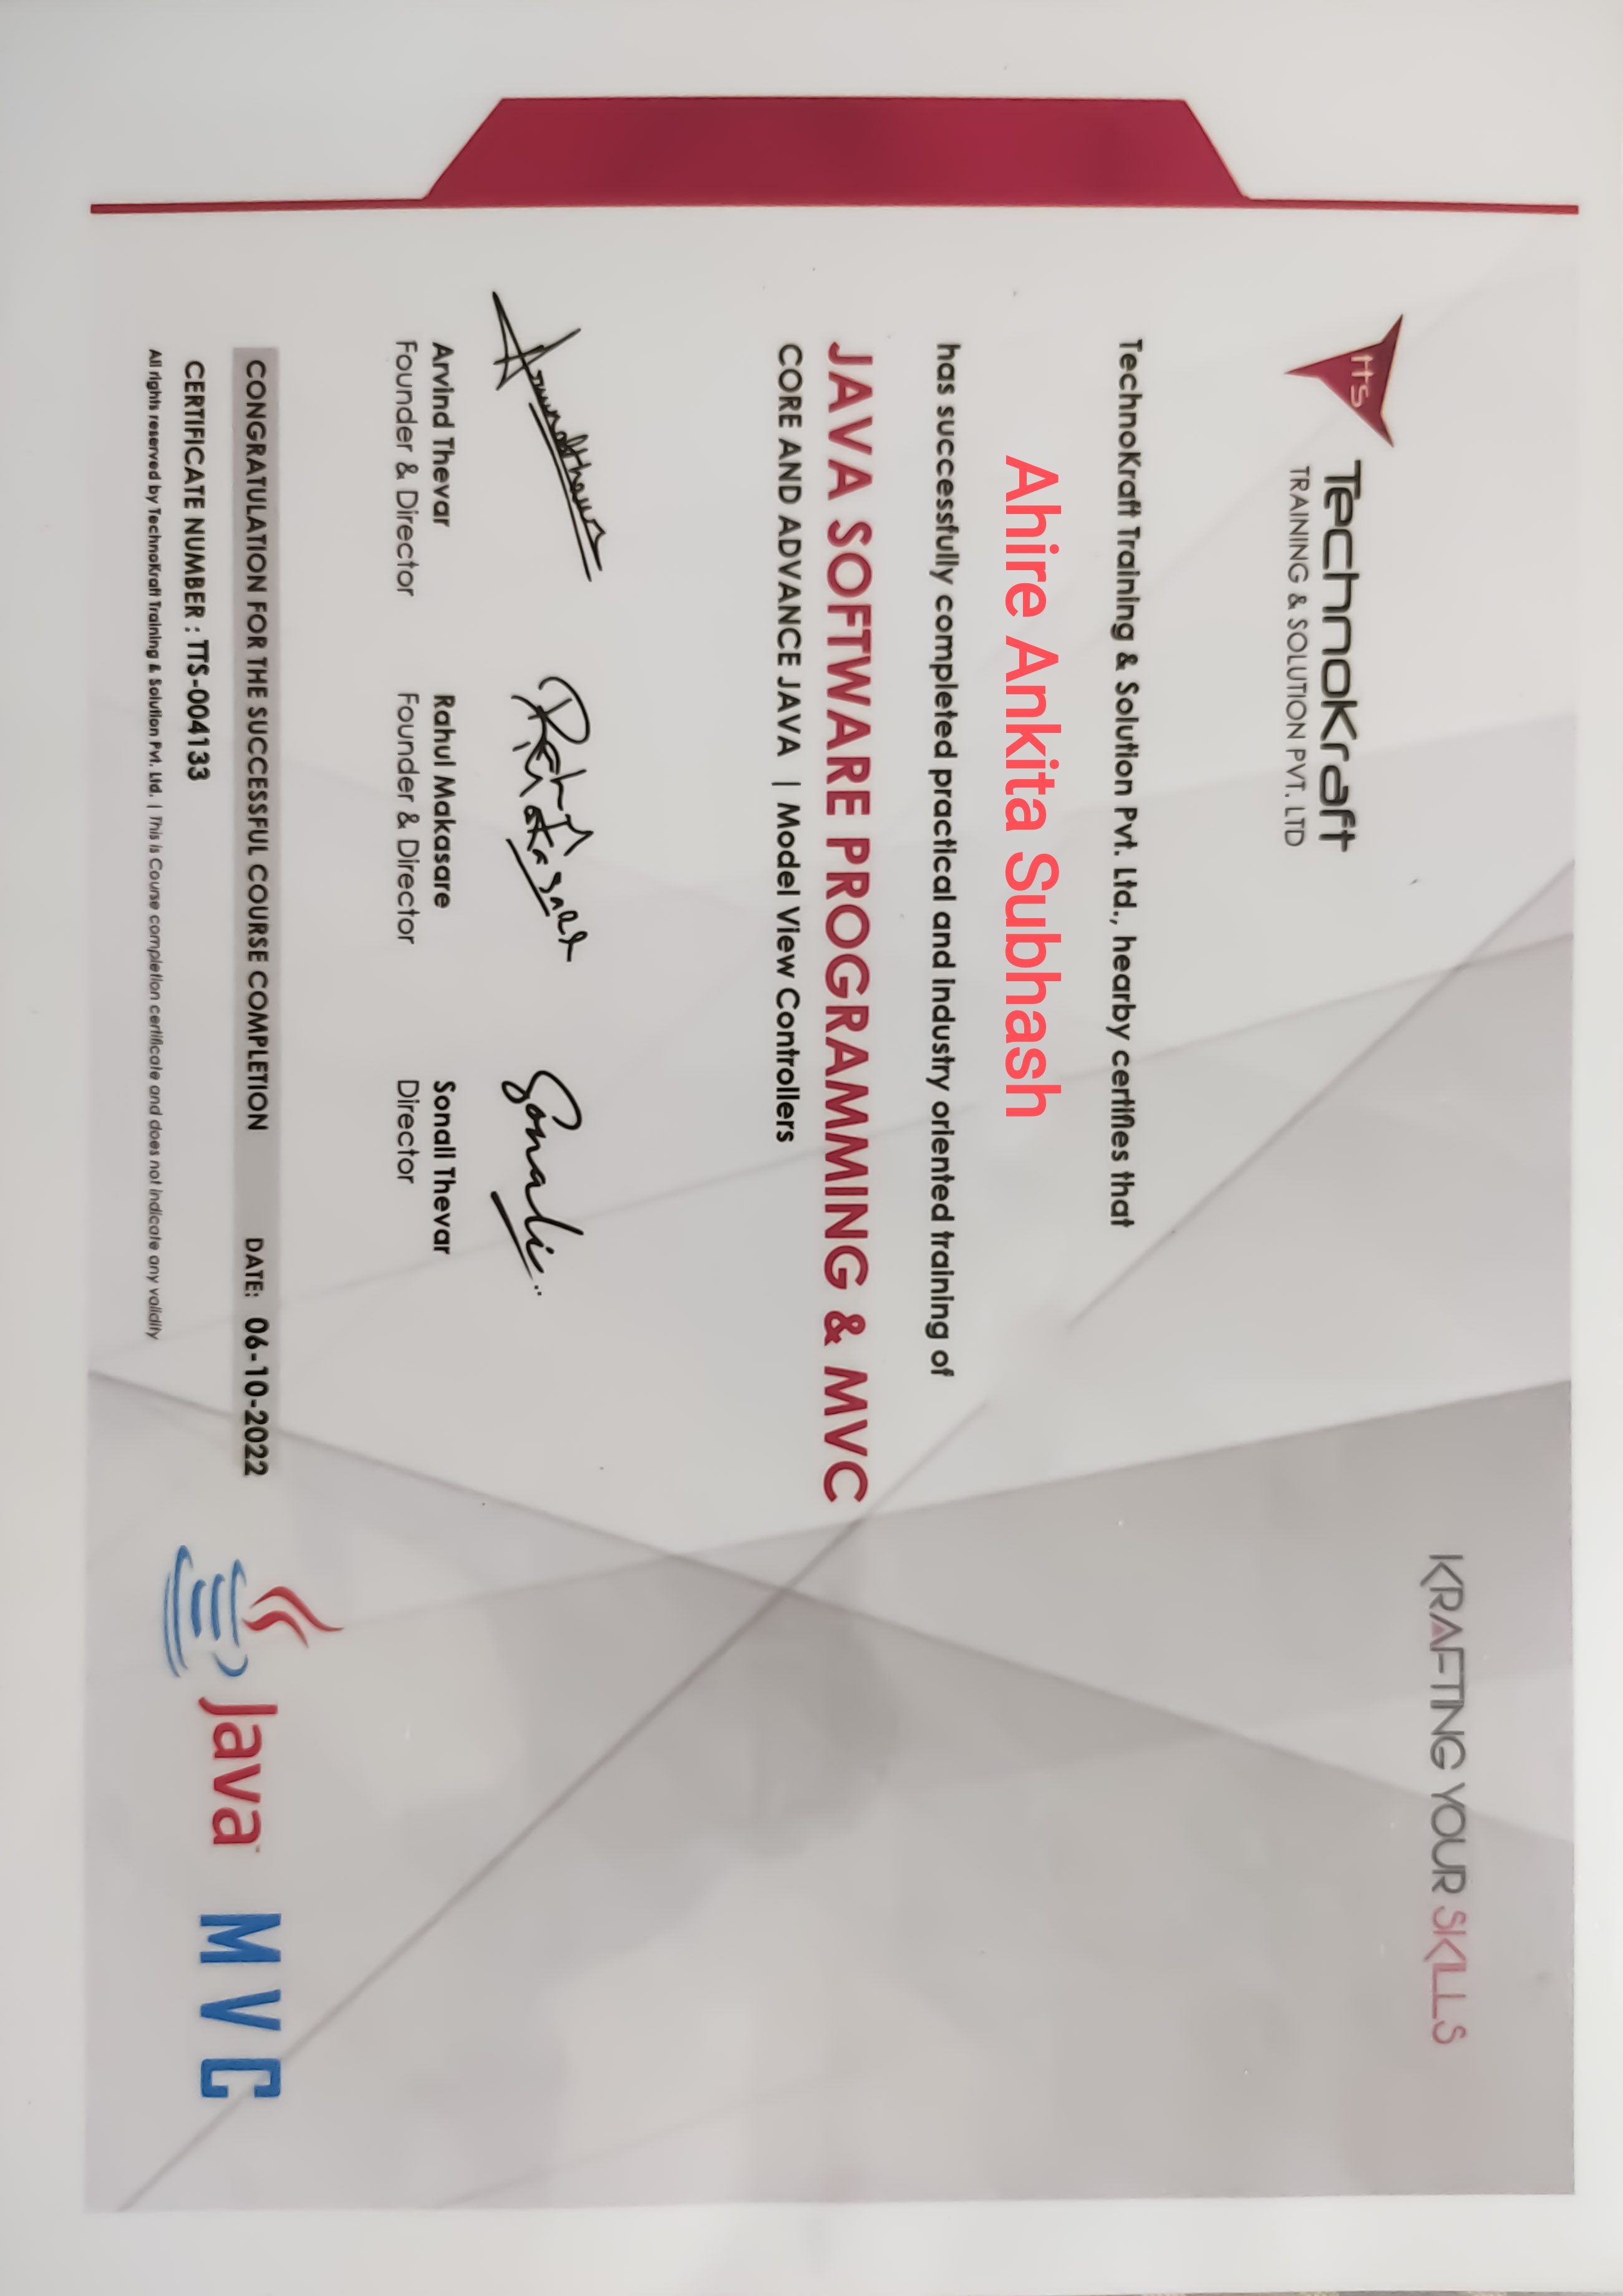 KRAFTING YOUR SKILLS
tts
TechnoKraft
TRAINING & SOLUTION PVT. LTD
TechnoKraft Training & Solution Pvt. Ltd., hearby certifies that
Ahire Ankita Subhash
has successfully completed practical and industry oriented training of
JAVA SOFTWARE PROGRAMMING & MVC
CORE AND ADVANCE JAVA | Model View Controllers
Sonali
Arvind Thevar
Founder & Director
Rahul Makasare
Founder & Director
Sonali Thevar
Director
CONGRATULATION FOR THE SUCCESSFUL COURSE COMPLETION DATE: 06-10-2022
CERTIFICATE NUMBER : TTS-004133
All rights reserved by TechnoKraft Training & Solution Pvt. Ltd. | This is Course completion certificate and does not indicate any validity
Java MVC